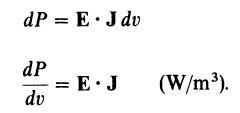 dP = E · J dv
dP/dv = E · J (W/m³).